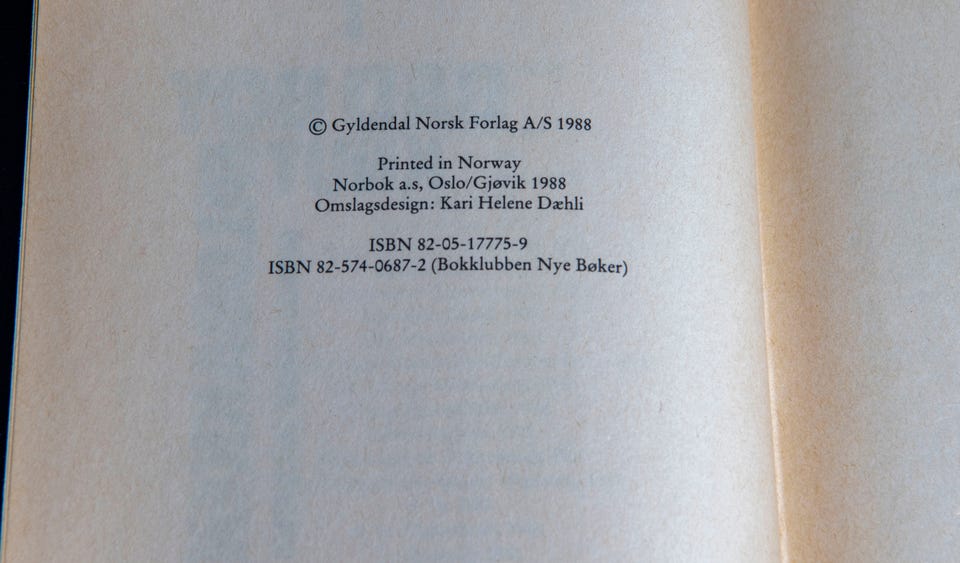 © Gyldendal Norsk Forlag A/S 1988
Printed in Norway
Norbok a.s, Oslo/Gjøvik 1988
Omslagsdesign: Kari Helene Dæhli
ISBN 82-05-17775-9
ISBN 82-574-0687-2 (Bokklubben Nye Bøker)